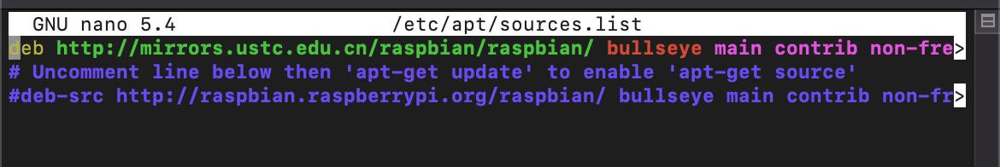 GNU nano 5.4 /etc/apt/sources.list
deb http://mirrors.ustc.edu.cn/raspbian/raspbian/ bullseye main contrib non-fre>
# Uncomment line below then 'apt-get update' to enable 'apt-get source'
#deb-src http://raspbian.raspberrypi.org/raspbian/ bullseye main contrib non-fr>